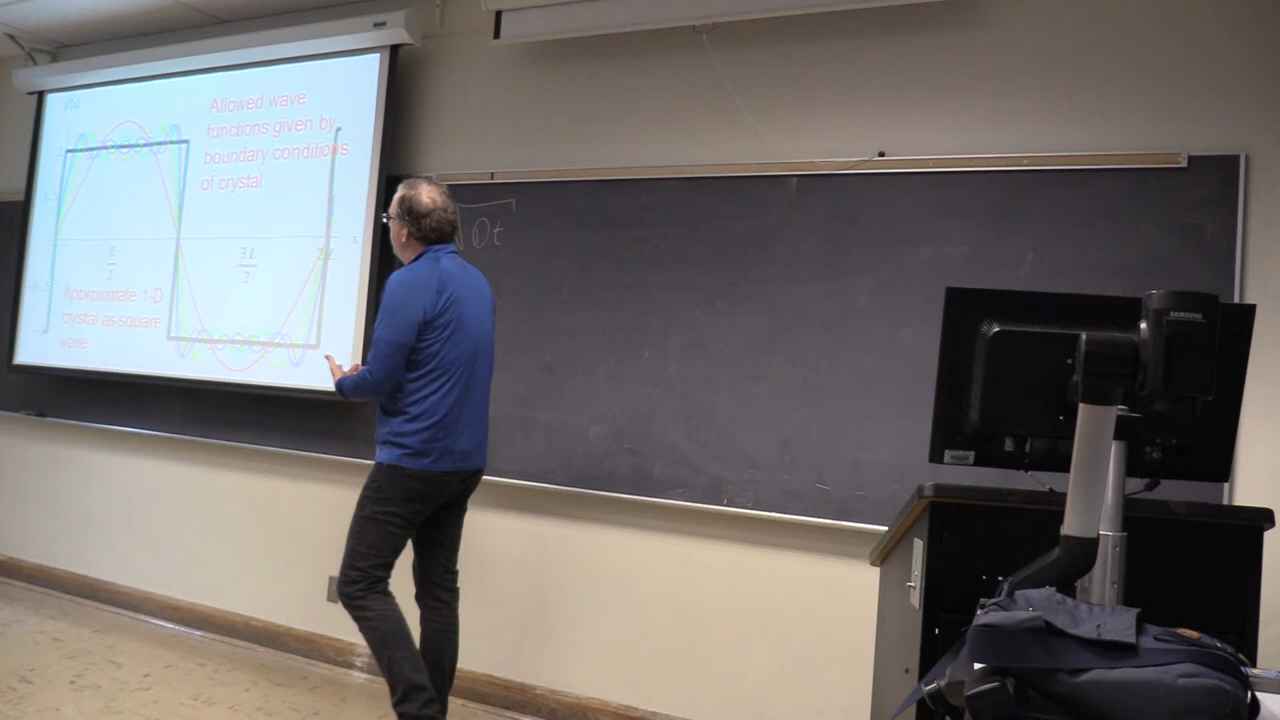 Allowed wave
functions given by
boundary conditions
of crystal
L
2
3L
2
2L
x
Approximate 1-D
crystal as square
wave
√Dt
SAMSUNG